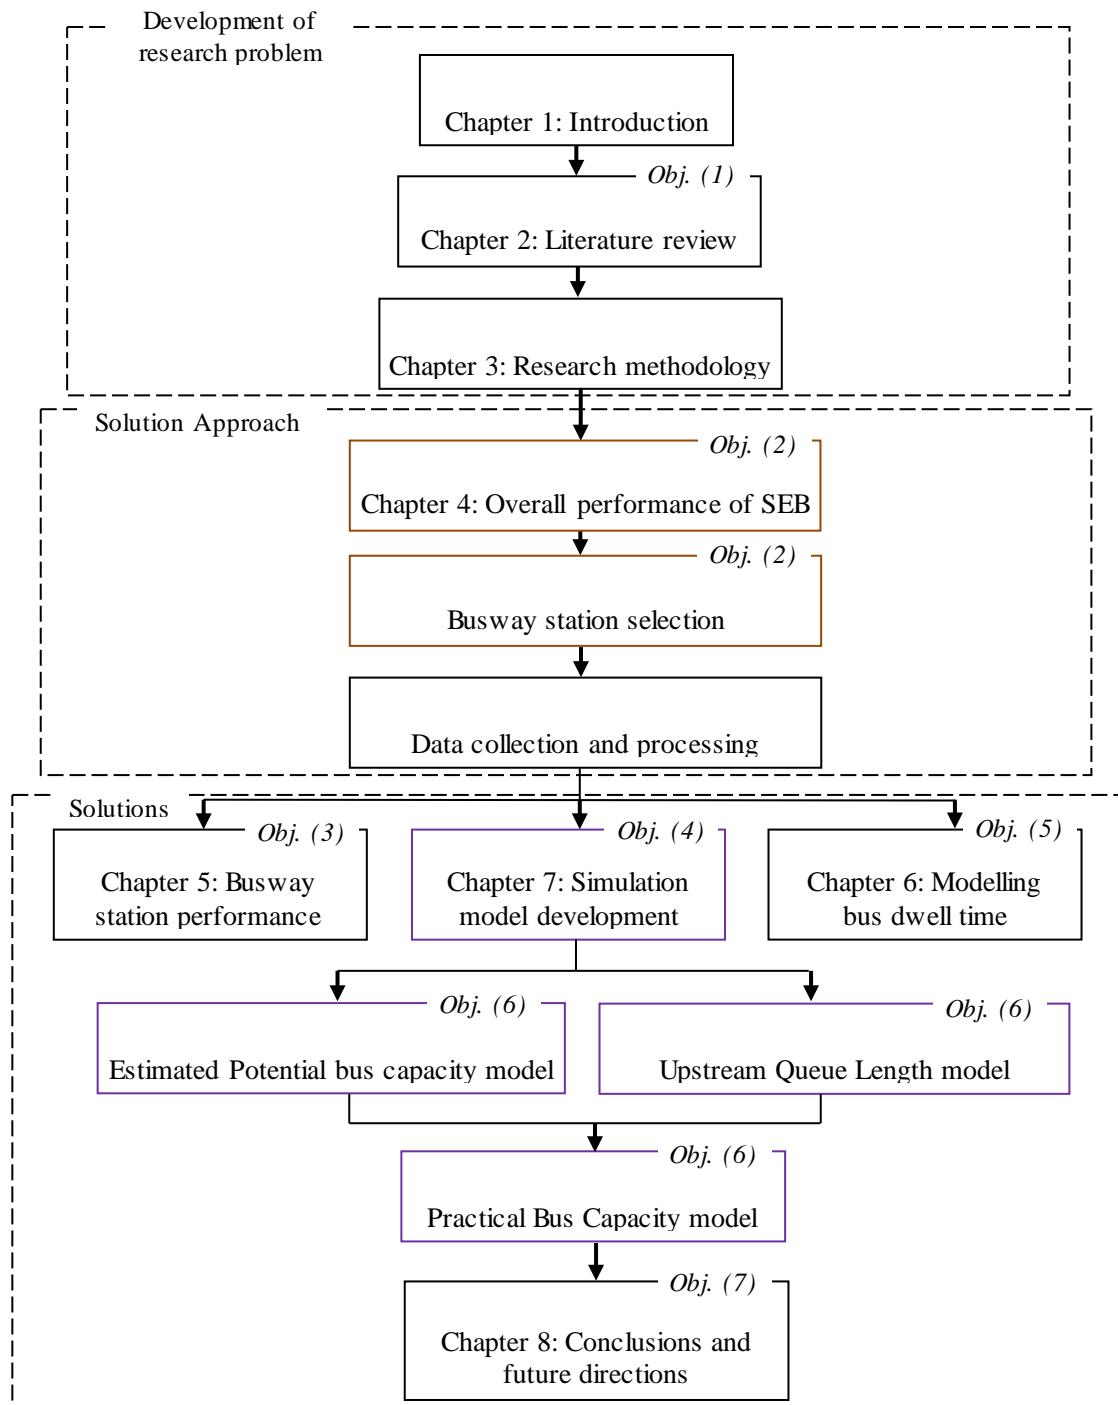 Development of
research problem
Chapter 1: Introduction
Obj. (1)
Chapter 2: Literature review
Chapter 3: Research methodology
Solution Approach
Obj. (2)
Chapter 4: Overall performance of SEB
Obj. (2)
Busway station selection
Data collection and processing
Solutions
Obj. (3)
Chapter 5: Busway
station performance
Obj. (4)
Chapter 7: Simulation
model development
Obj. (5)
Chapter 6: Modelling
bus dwell time
Obj. (6)
Estimated Potential bus capacity model
Obj. (6)
Upstream Queue Length model
Obj. (6)
Practical Bus Capacity model
Obj. (7)
Chapter 8: Conclusions and
future directions